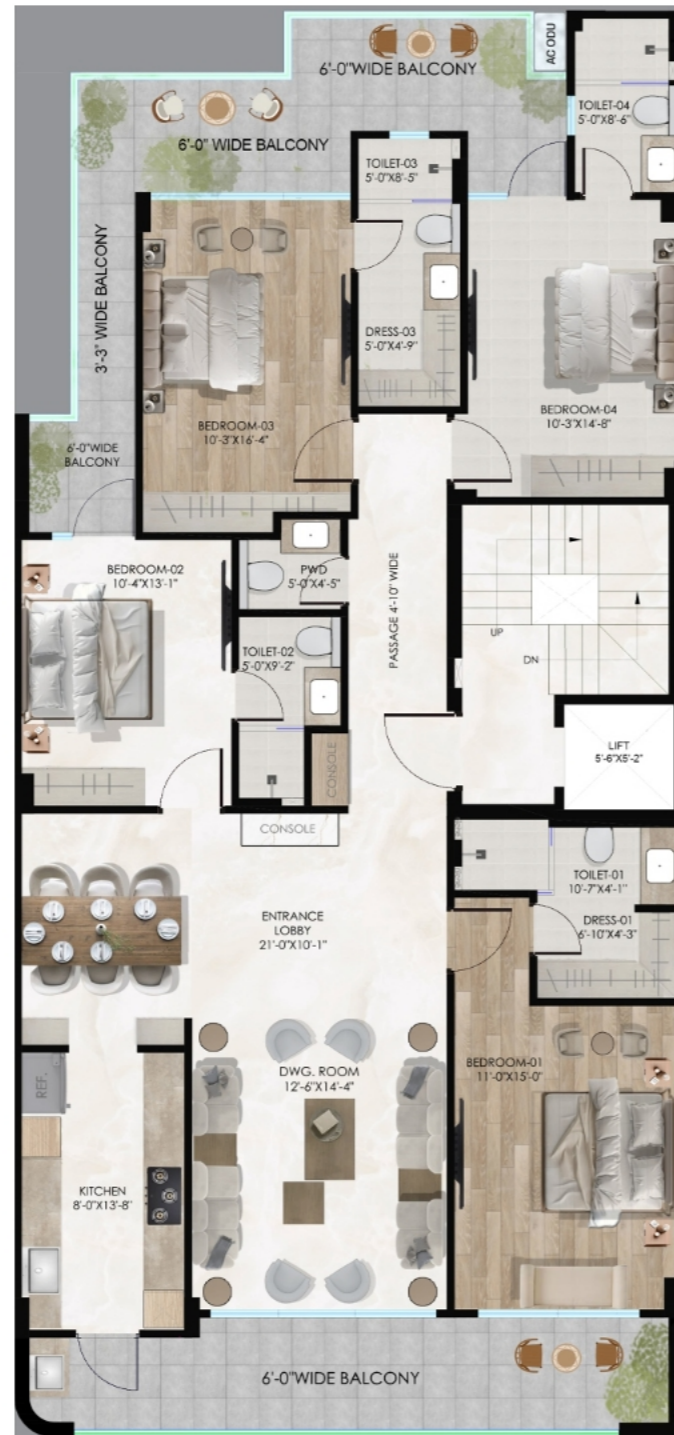 AC ODU
6'-0"WIDE BALCONY
TOILET-04
5'-0"X8'-6"
6'-0" WIDE BALCONY
TOILET-03
5'-0"X8'-5"
3'-3" WIDE BALCONY
DRESS-03
5'-0"X4'-9"
BEDROOM-03
10'-3"X16'-4"
BEDROOM-04
10'-3"X14'-8"
6'-0"WIDE
BALCONY
BEDROOM-02
10'-4"X13'-1"
PWD
5'-0"X4'-5"
PASSAGE 4'-10" WIDE
UP
DN
TOILET-02
5'-0"X9'-2"
LIFT
5'-6"X5'-2"
CONSOLE
CONSOLE
TOILET-01
10'-7"X4'-1"
ENTRANCE
LOBBY
21'-0"X10'-1"
DRESS-01
6'-10"X4'-3"
DWG. ROOM
12'-6"X14'-4"
BEDROOM-01
11'-0"X15'-0"
REF.
KITCHEN
8'-0"X13'-8"
6'-0"WIDE BALCONY